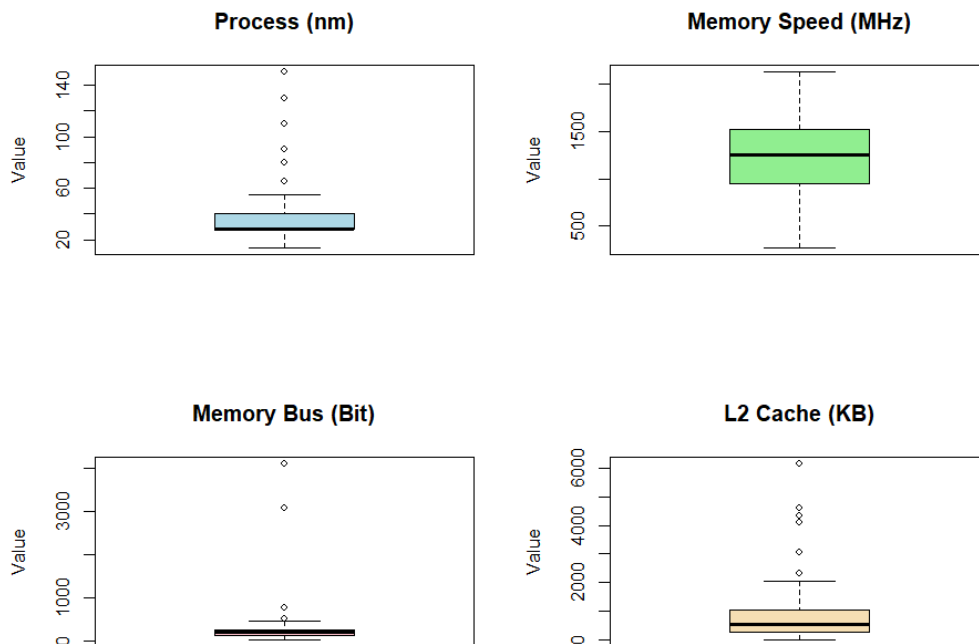 Process (nm)
Value
20
60
100
140
Memory Speed (MHz)
Value
500
1500
Memory Bus (Bit)
Value
0
1000
3000
L2 Cache (KB)
Value
0
2000
4000
6000